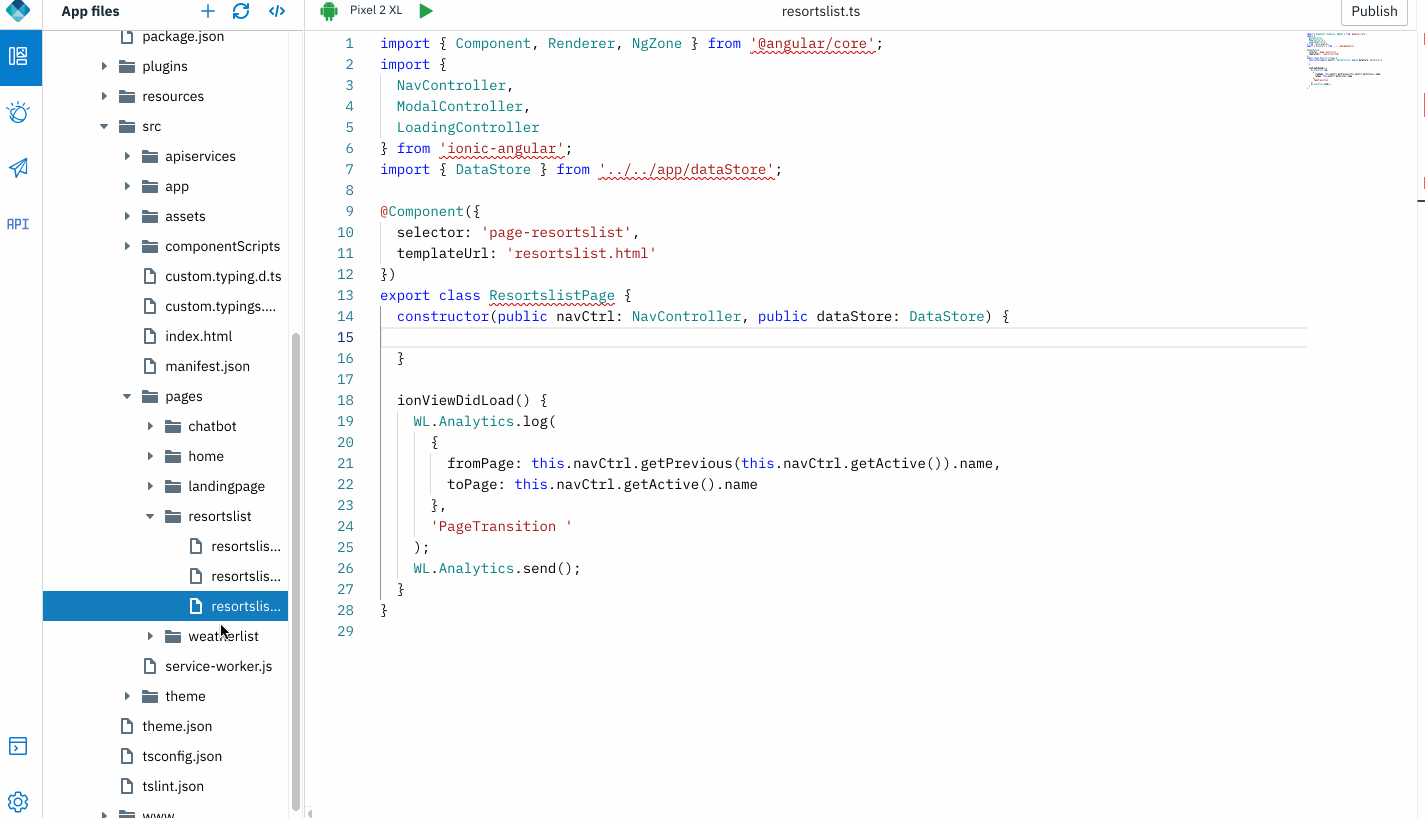 App files
Pixel 2 XL
resortslist.ts
Publish
API
package.json
plugins
resources
src
apiservices
app
assets
componentScripts
custom.typing.d.ts
custom.typings....
index.html
manifest.json
pages
chatbot
home
landingpage
resortslist
resortslis...
resortslis...
resortslis...
weatherlist
service-worker.js
theme
theme.json
tsconfig.json
tslint.json
www
1 import { Component, Renderer, NgZone } from '@angular/core';
2 import {
3 NavController,
4 ModalController,
5 LoadingController
6 } from 'ionic-angular';
7 import { DataStore } from '../../app/dataStore';
8
9 @Component({
10 selector: 'page-resortslist',
11 templateUrl: 'resortslist.html'
12 })
13 export class ResortslistPage {
14 constructor(public navCtrl: NavController, public dataStore: DataStore) {
15
16 }
17
18 ionViewDidLoad() {
19 WL.Analytics.log(
20 {
21 fromPage: this.navCtrl.getPrevious(this.navCtrl.getActive()).name,
22 toPage: this.navCtrl.getActive().name
23 },
24 'PageTransition '
25 );
26 WL.Analytics.send();
27 }
28 }
29